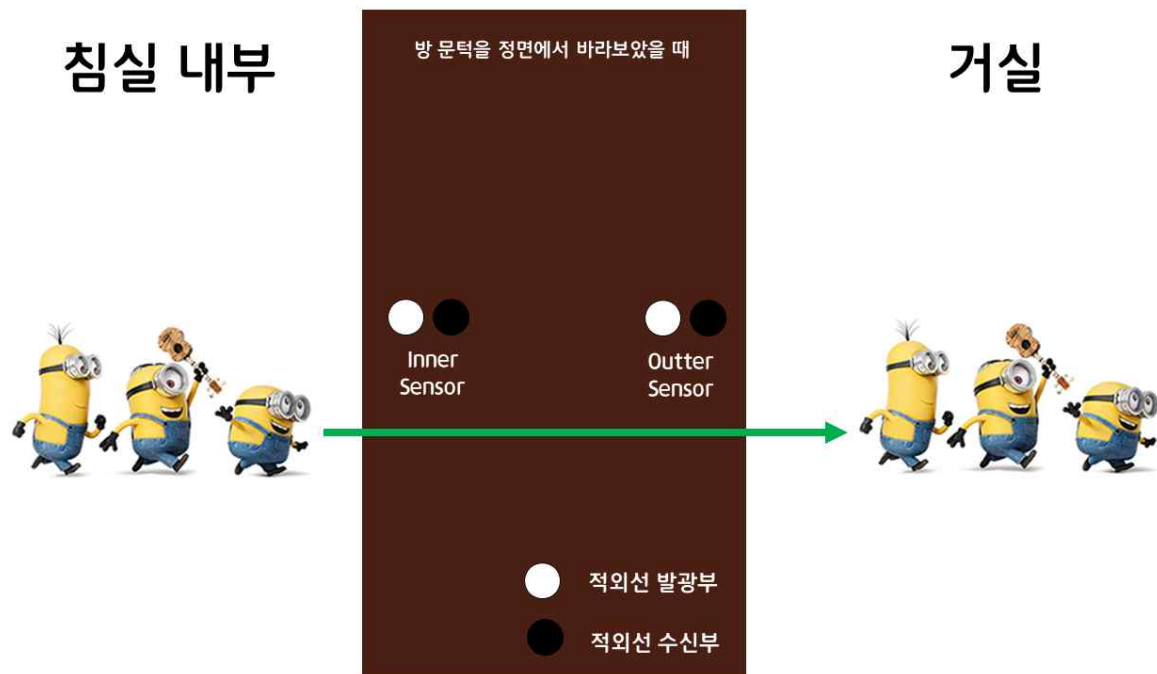 방 문턱을 정면에서 바라보았을 때
침실 내부
거실
Inner
Sensor
Outter
Sensor
적외선 발광부
적외선 수신부